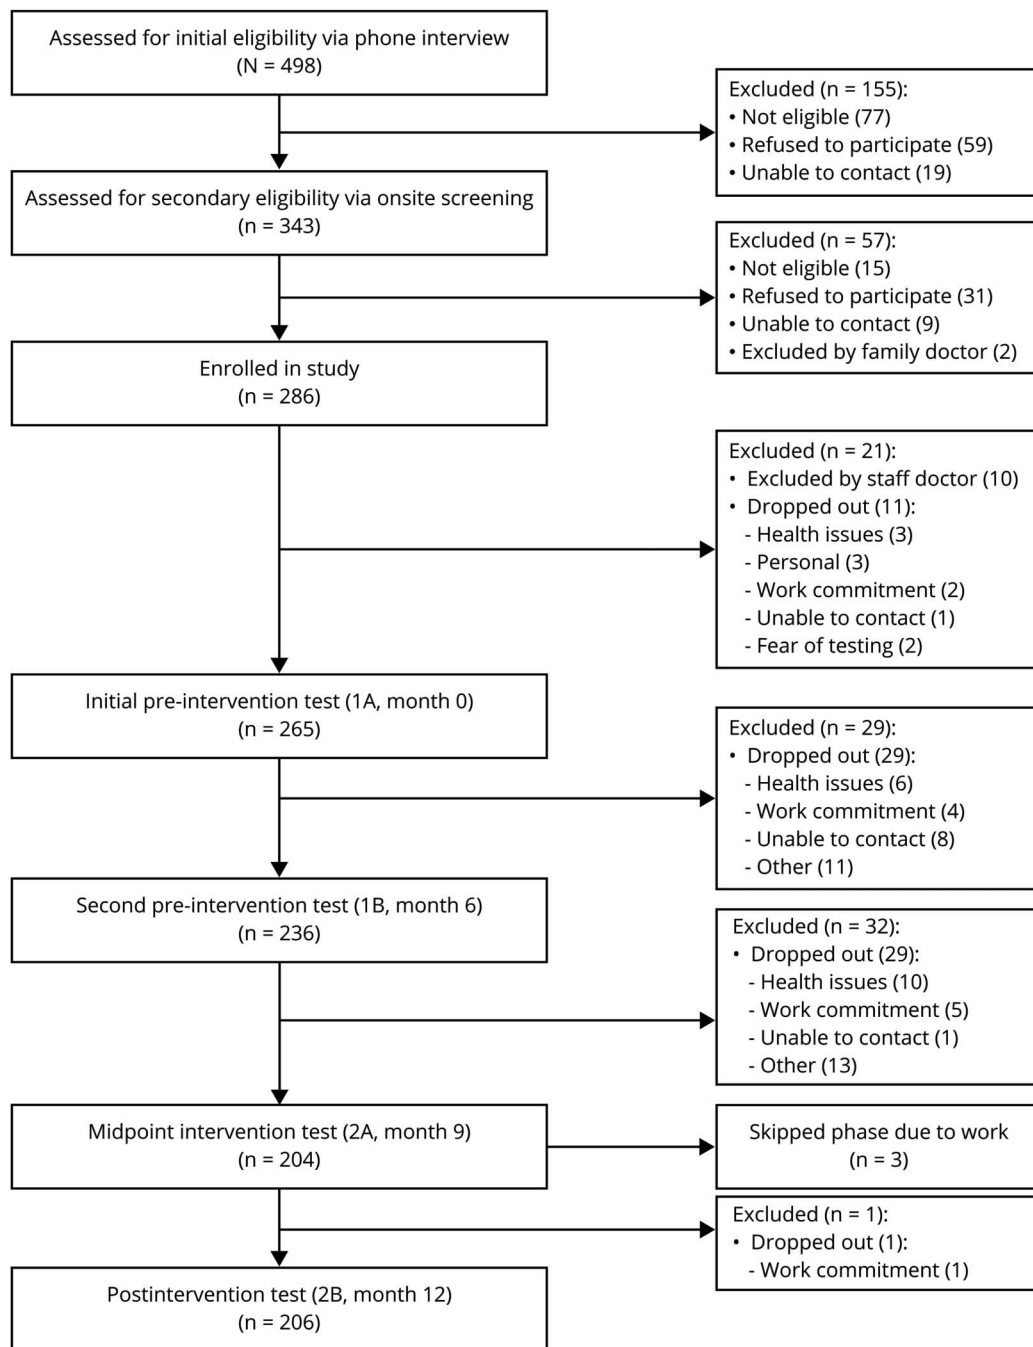 Assessed for initial eligibility via phone interview
(N = 498)
Excluded (n = 155):
• Not eligible (77)
• Refused to participate (59)
• Unable to contact (19)
Assessed for secondary eligibility via onsite screening
(n = 343)
Excluded (n = 57):
• Not eligible (15)
• Refused to participate (31)
• Unable to contact (9)
• Excluded by family doctor (2)
Enrolled in study
(n = 286)
Excluded (n = 21):
• Excluded by staff doctor (10)
• Dropped out (11):
- Health issues (3)
- Personal (3)
- Work commitment (2)
- Unable to contact (1)
- Fear of testing (2)
Initial pre-intervention test (1A, month 0)
(n = 265)
Excluded (n = 29):
• Dropped out (29):
- Health issues (6)
- Work commitment (4)
- Unable to contact (8)
- Other (11)
Second pre-intervention test (1B, month 6)
(n = 236)
Excluded (n = 32):
• Dropped out (29):
- Health issues (10)
- Work commitment (5)
- Unable to contact (1)
- Other (13)
Midpoint intervention test (2A, month 9)
(n = 204)
Skipped phase due to work
(n = 3)
Excluded (n = 1):
• Dropped out (1):
- Work commitment (1)
Postintervention test (2B, month 12)
(n = 206)